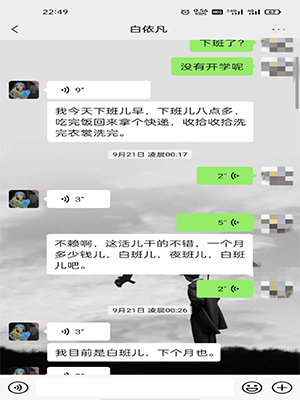 22:49
白依凡
下班了？
没有开学呢
9"
我今天下班儿早，下班儿八点多，
吃完饭回来拿个快递，收拾收拾洗
完衣裳洗完。
9月21日 凌晨00:17
2"
3"
5"
不赖啊，这活儿干的不错，一个月
多少钱儿，白班儿，夜班儿，白班
儿吧。
2"
9月21日 凌晨00:26
3"
我目前是白班儿，下个月也。